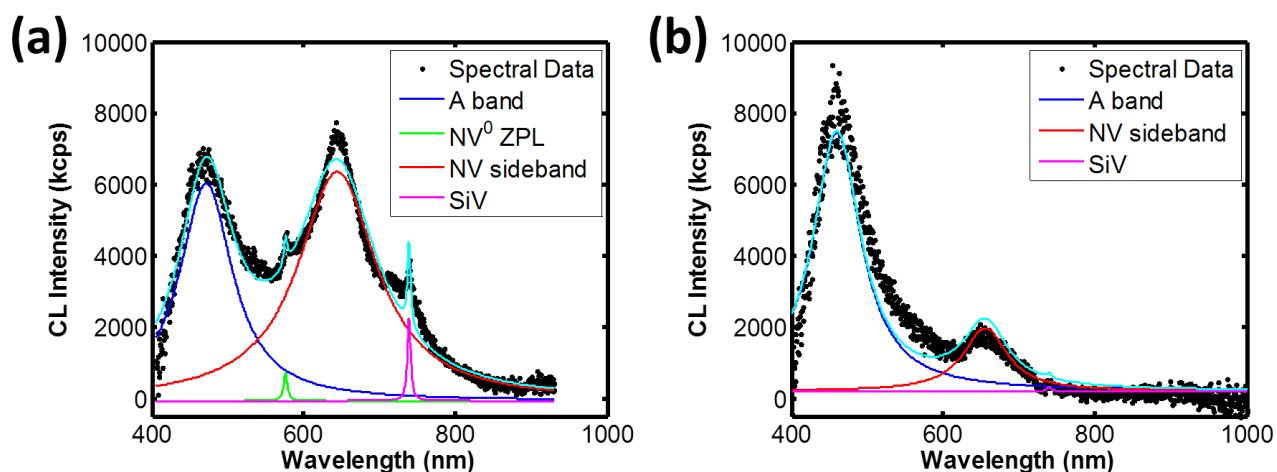 (a)
CL Intensity (kcps)
10000
8000
6000
4000
2000
0
400
600
800
1000
Wavelength (nm)
Spectral Data
A band
NV⁰ ZPL
NV sideband
SiV
(b)
CL Intensity (kcps)
10000
8000
6000
4000
2000
0
400
600
800
1000
Wavelength (nm)
Spectral Data
A band
NV sideband
SiV